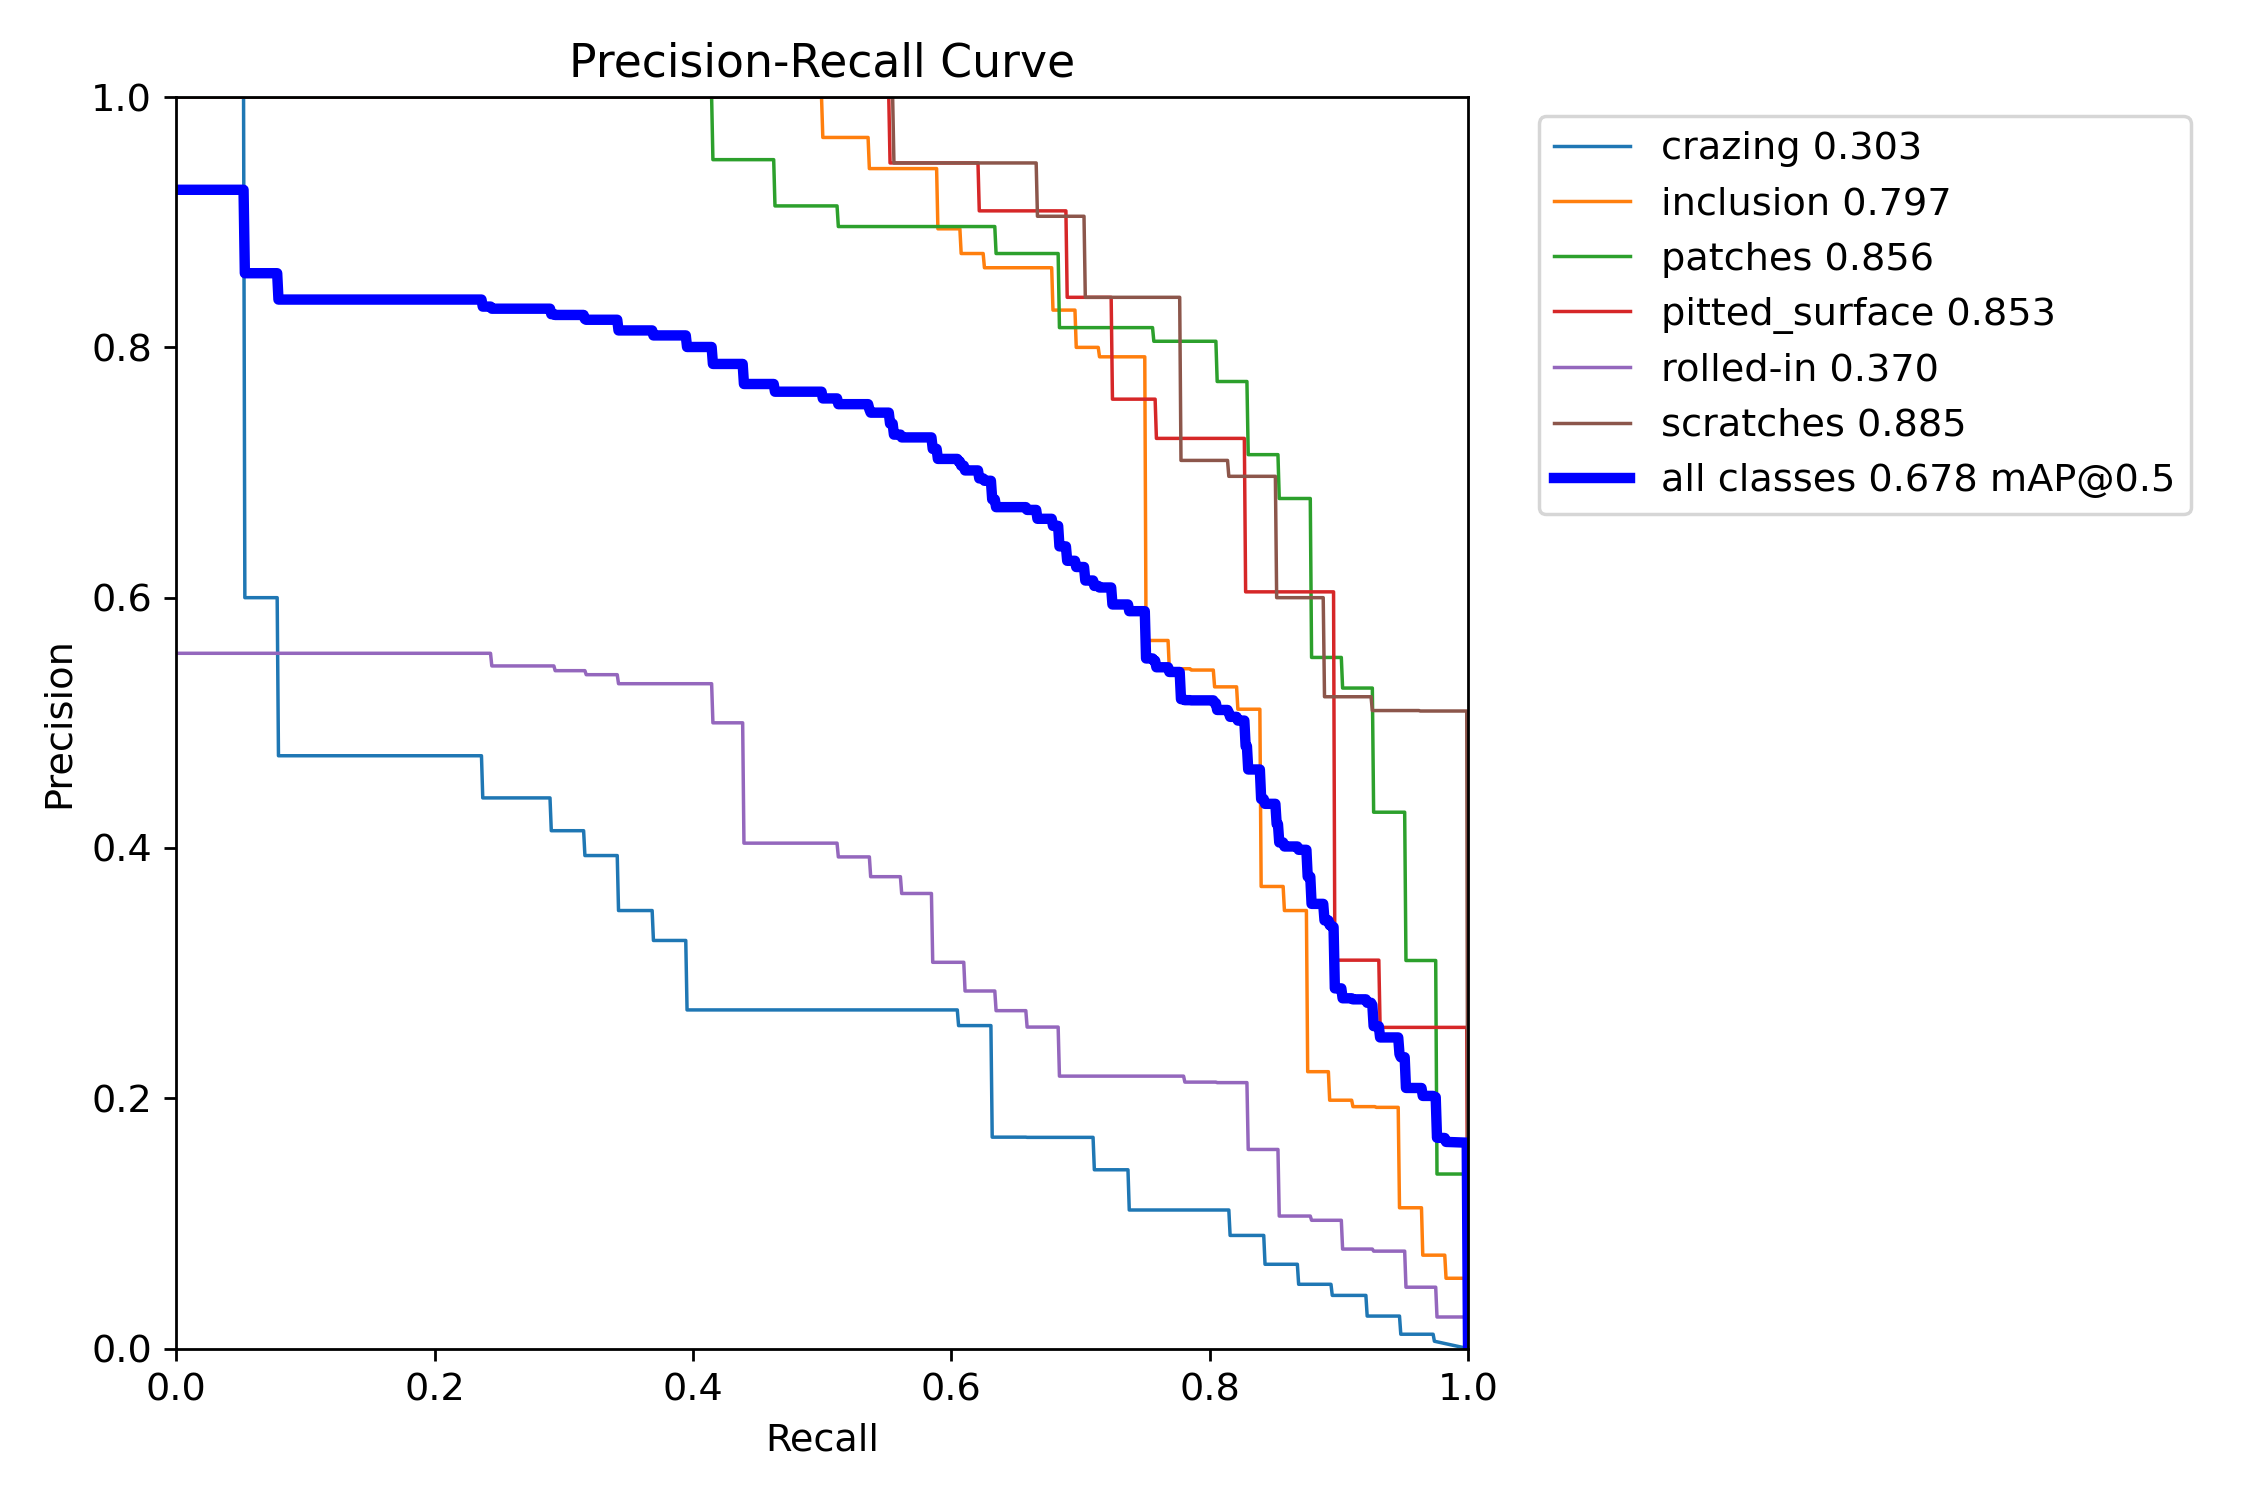 Precision-Recall Curve
1.0
0.8
0.6
0.4
0.2
0.0
Precision
0.0 0.2 0.4 0.6 0.8 1.0
Recall
crazing 0.303
inclusion 0.797
patches 0.856
pitted_surface 0.853
rolled-in 0.370
scratches 0.885
all classes 0.678 mAP@0.5